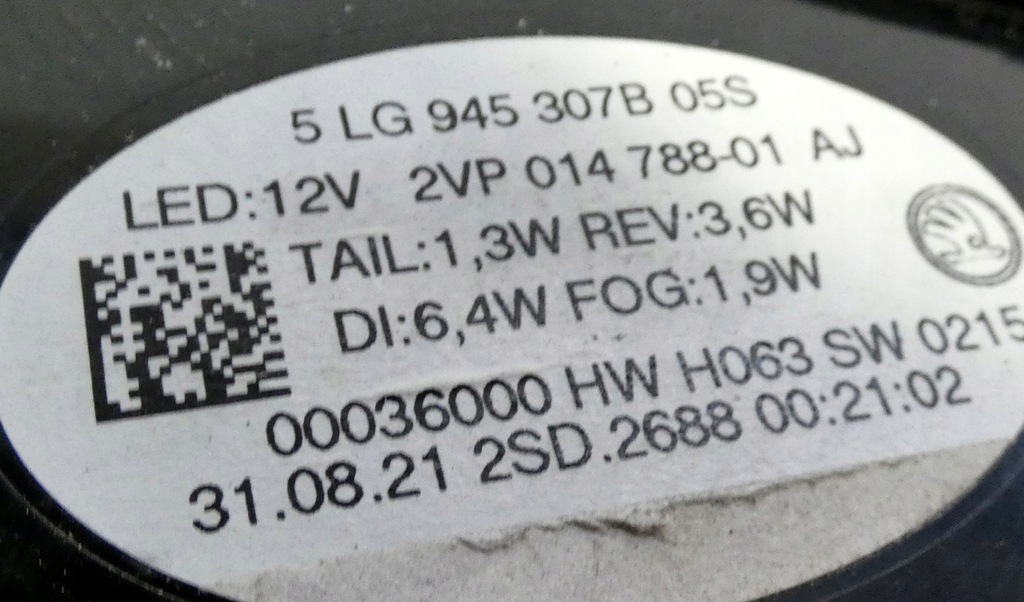 5 LG 945 307B 05S
LED:12V 2VP 014 788-01 AJ
TAIL:1,3W REV:3,6W
DI:6,4W FOG:1,9W
00036000 HW H063 SW 0215
31.08.21 2SD.2688 00:21:02